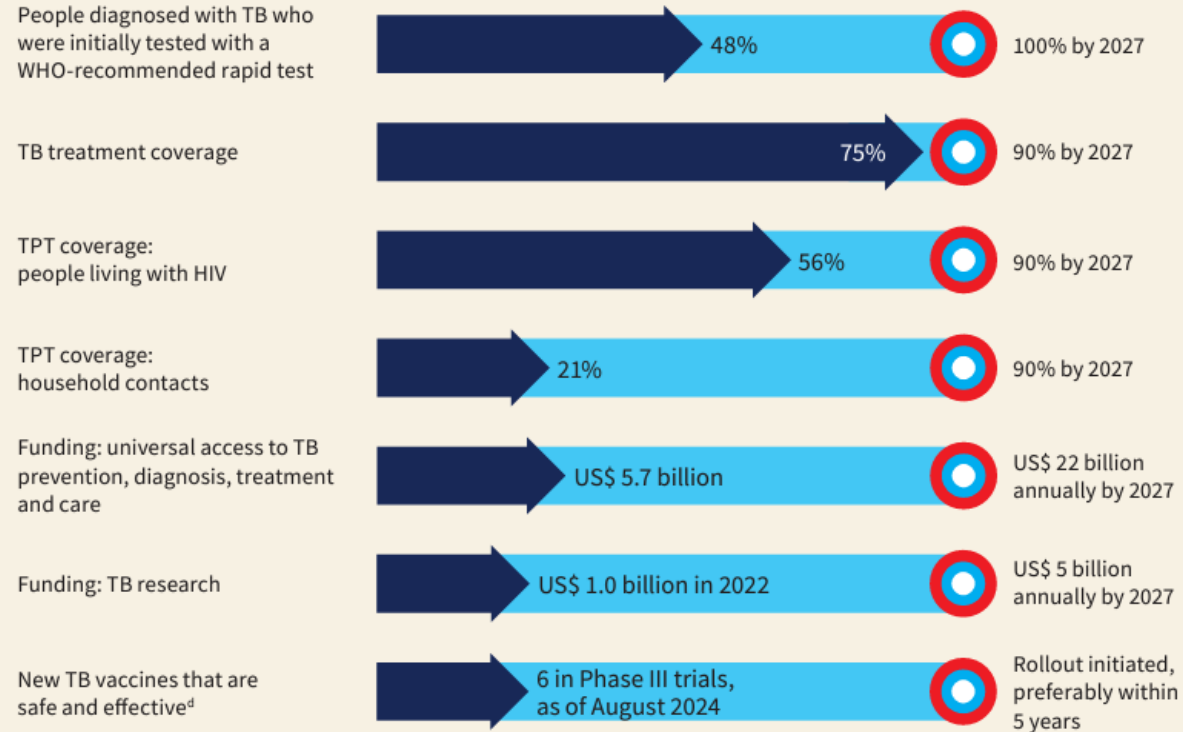 People diagnosed with TB who
were initially tested with a
WHO-recommended rapid test
48%
100% by 2027
TB treatment coverage
75%
90% by 2027
TPT coverage:
people living with HIV
56%
90% by 2027
TPT coverage:
household contacts
21%
90% by 2027
Funding: universal access to TB
prevention, diagnosis, treatment
and care
US$ 5.7 billion
US$ 22 billion
annually by 2027
Funding: TB research
US$ 1.0 billion in 2022
US$ 5 billion
annually by 2027
New TB vaccines that are
safe and effectiveᵈ
6 in Phase III trials,
as of August 2024
Rollout initiated,
preferably within
5 years